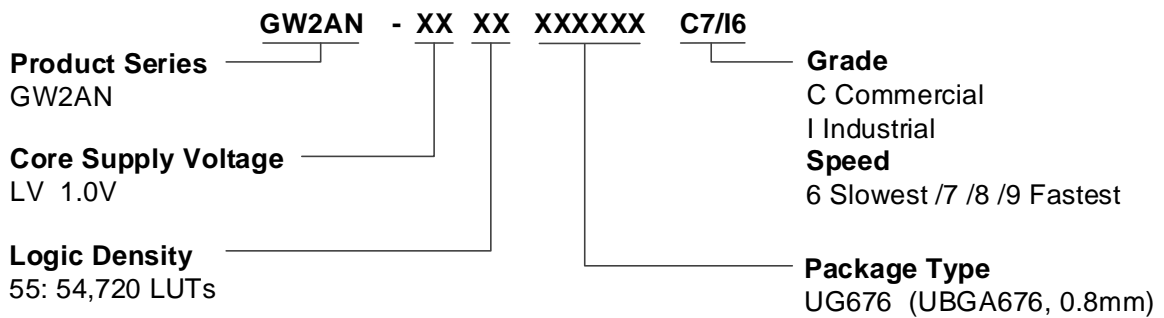 GW2AN - XX XX XXXXXX C7/I6
Product Series
GW2AN
Core Supply Voltage
LV 1.0V
Logic Density
55: 54,720 LUTs
Grade
C Commercial
I Industrial
Speed
6 Slowest /7 /8 /9 Fastest
Package Type
UG676 (UBGA676, 0.8mm)